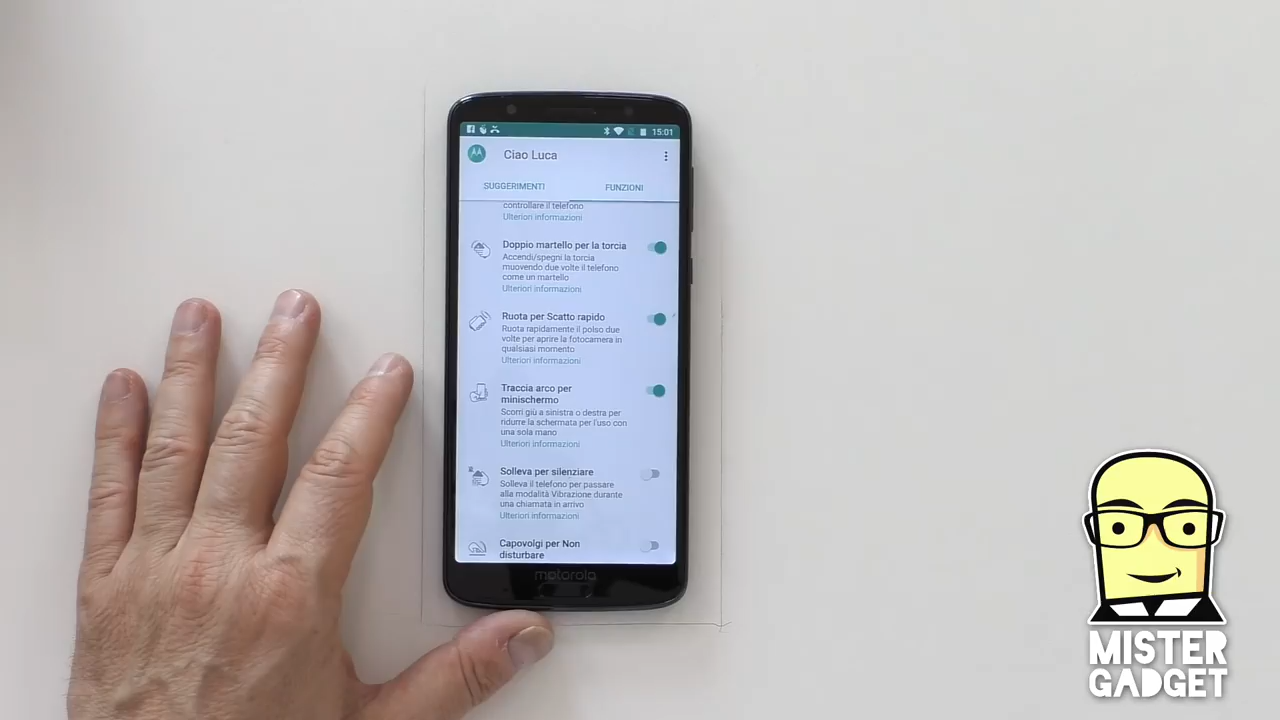 15:01
Ciao Luca
SUGGERIMENTI
FUNZIONI
controllare il telefono
Ulteriori informazioni
Doppio martello per la torcia
Accendi/spegni la torcia
muovendo due volte il telefono
come un martello
Ulteriori informazioni
Ruota per Scatto rapido
Ruota rapidamente il polso due
volte per aprire la fotocamera in
qualsiasi momento
Ulteriori informazioni
Traccia arco per
minischermo
Scorri giù a sinistra o destra per
ridurre la schermata per l'uso con
una sola mano
Ulteriori informazioni
Solleva per silenziare
Solleva il telefono per passare
alla modalità Vibrazione durante
una chiamata in arrivo
Ulteriori informazioni
Capovolgi per Non
disturbare
motorola
MISTER
GADGET